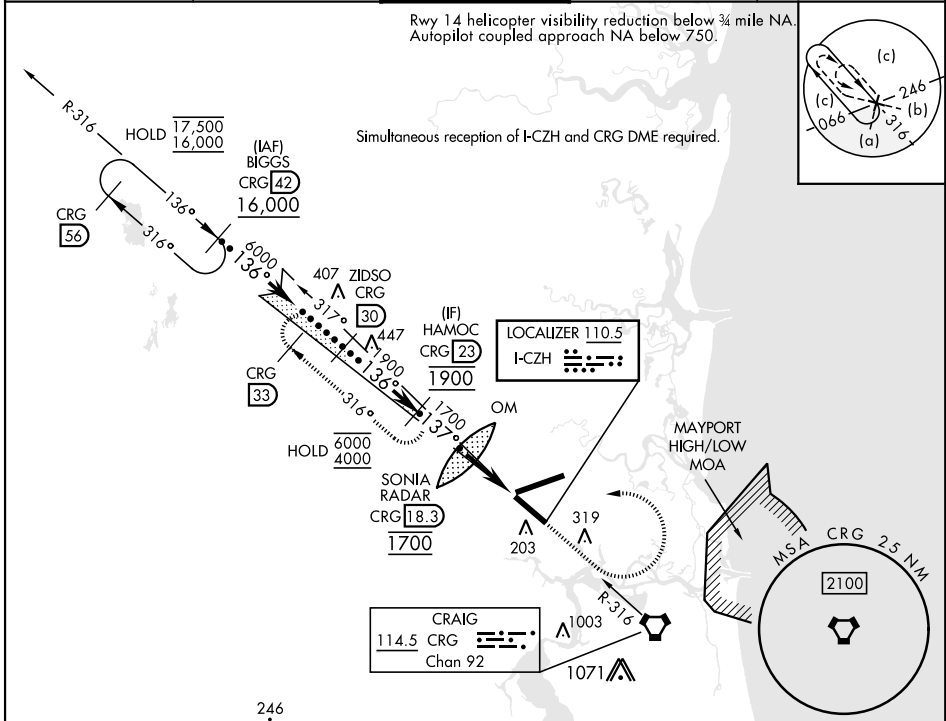 Rwy 14 helicopter visibility reduction below ¾ mile NA.
Autopilot coupled approach NA below 750.
Simultaneous reception of I-CZH and CRG DME required.
(c)
(c)
246
(b)
066
316
(a)
R-316
HOLD 17,500
16,000
(IAF)
BIGGS
CRG 42
16,000
136°
316°
CRG
56
6000
136°
407
ZIDSO
CRG
30
317°
447
1900
136°
(IF)
HAMOC
CRG 23
1900
CRG
33
316°
HOLD 6000
4000
1700
137°
OM
LOCALIZER 110.5
I-CZH
SONIA
RADAR
CRG 18.3
1700
203
319
MAYPORT
HIGH/LOW
MOA
MSA CRG 25 NM
2100
R-316
CRAIG
114.5 CRG
Chan 92
1003
1071
246